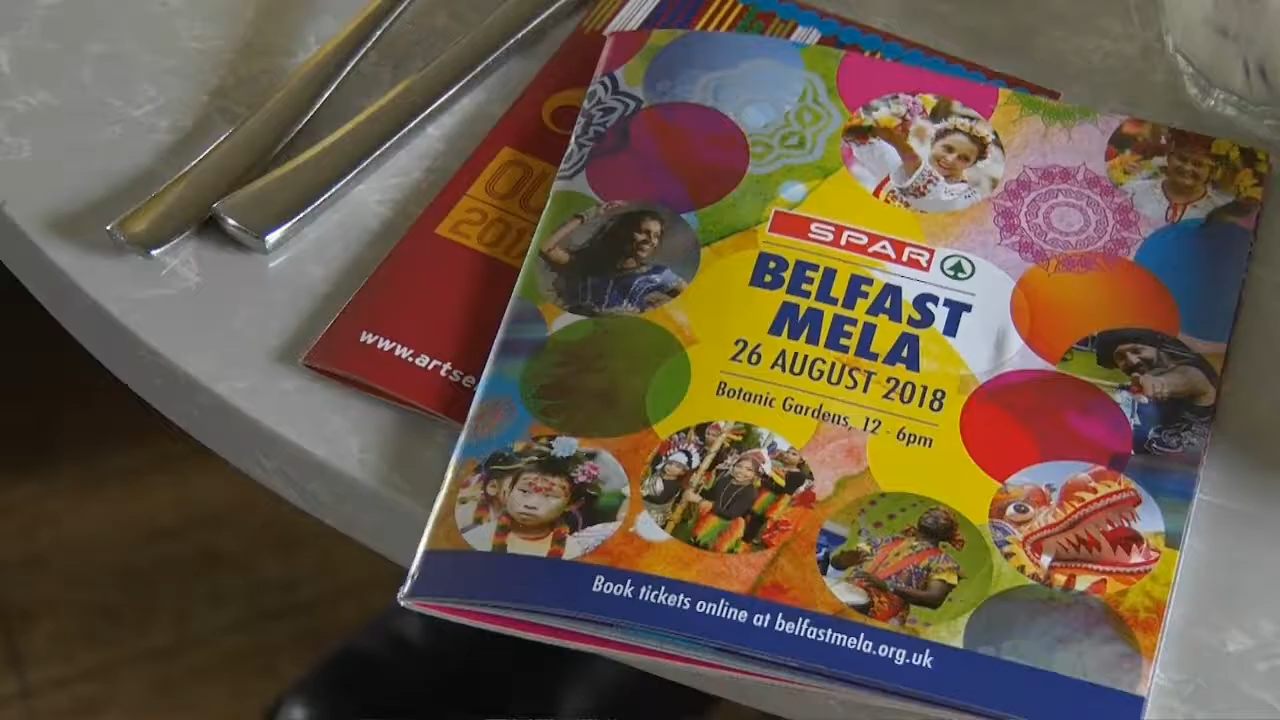 SPAR
BELFAST
MELA
26 AUGUST 2018
Botanic Gardens, 12 - 6pm
Book tickets online at belfastmela.org.uk
www.artse